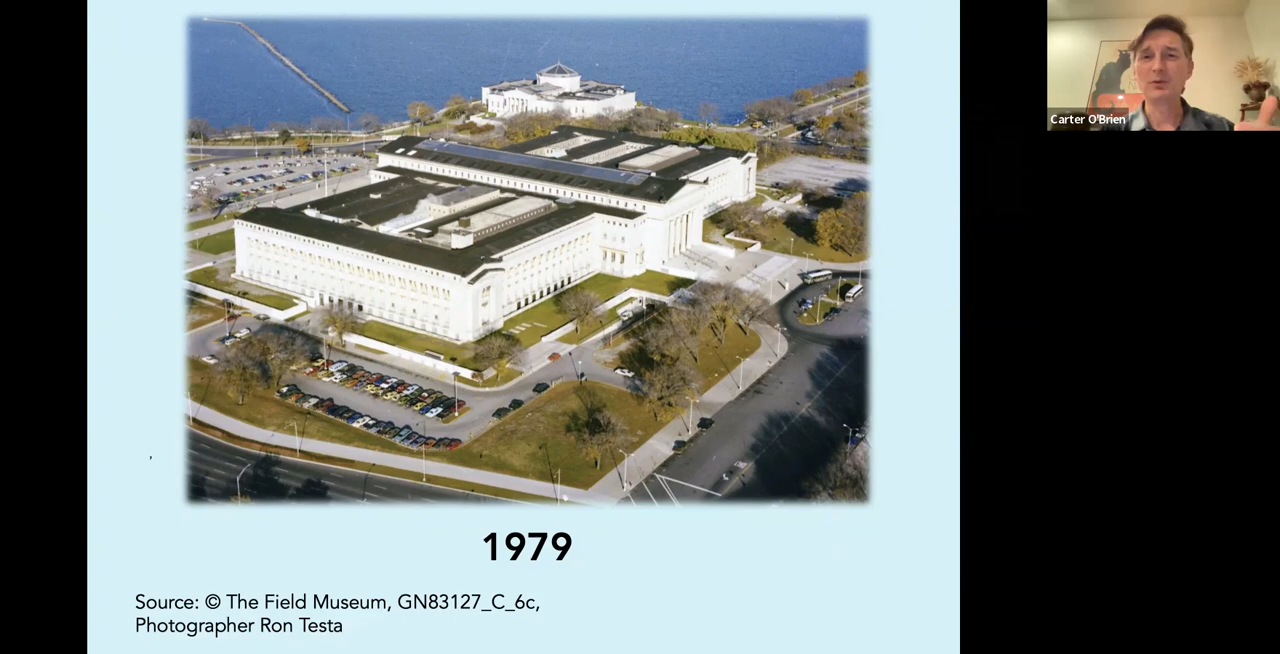 Carter O'Brien
1979
Source: © The Field Museum, GN83127_C_6c,
Photographer Ron Testa